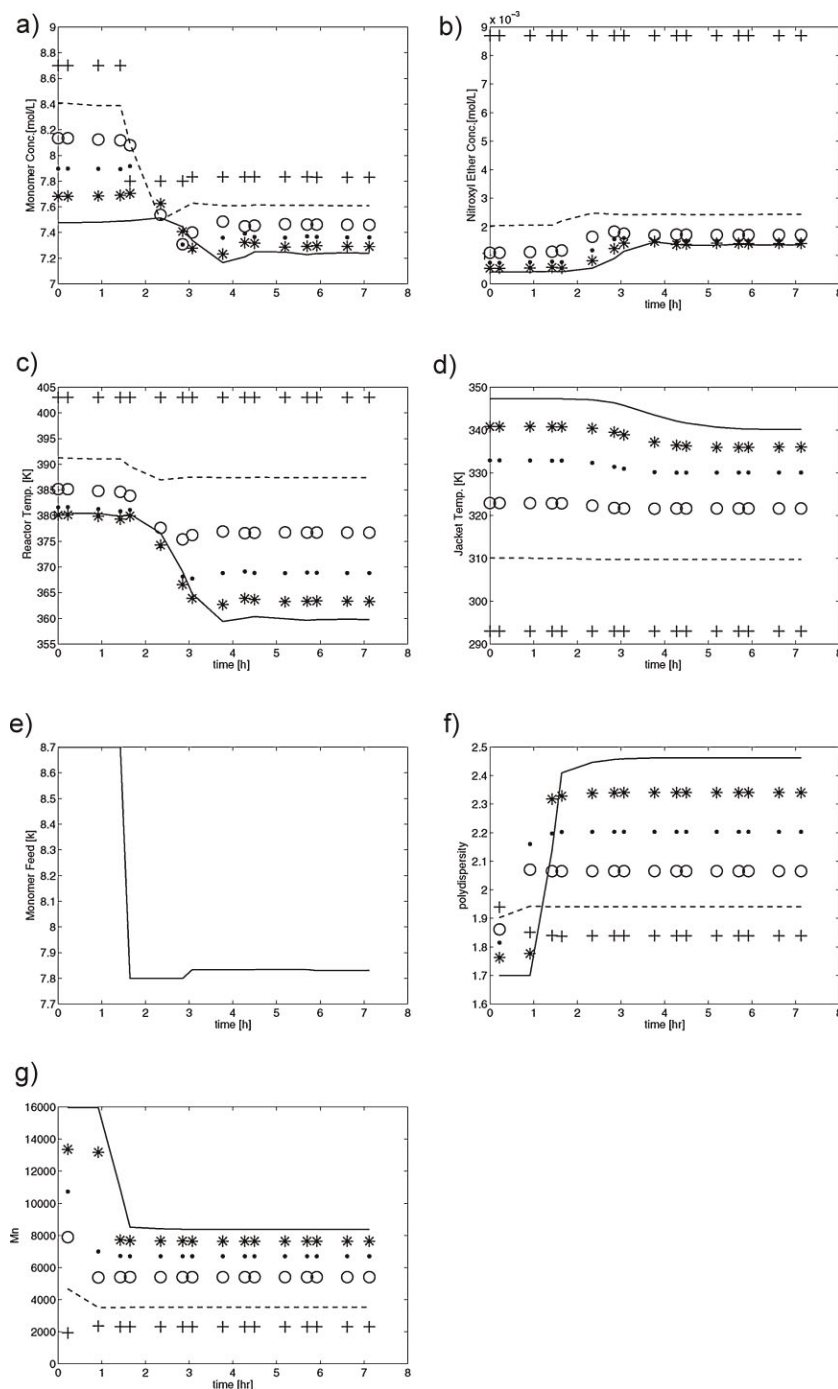 a)
9
8.8
8.6
8.4
8.2
8
7.8
7.6
7.4
7.2
7
Monomer Conc.[mol/L]
0 1 2 3 4 5 6 7 8
time [h]
b)
9 x 10⁻³
8
7
6
5
4
3
2
1
0
Nitroxyl Ether Conc.[mol/L]
0 1 2 3 4 5 6 7 8
time [h]
c)
405
400
395
390
385
380
375
370
365
360
355
Reactor Temp. [K]
0 1 2 3 4 5 6 7 8
time [h]
d)
350
340
330
320
310
300
290
Jacket Temp. [K]
0 1 2 3 4 5 6 7 8
time [h]
e)
8.7
8.6
8.5
8.4
8.3
8.2
8.1
8
7.9
7.8
7.7
Monomer Feed [k]
0 1 2 3 4 5 6 7 8
time [h]
f)
2.5
2.4
2.3
2.2
2.1
2
1.9
1.8
1.7
1.6
polydispersity
0 1 2 3 4 5 6 7 8
time [hr]
g)
16000
14000
12000
10000
8000
6000
4000
2000
0
Mn
0 1 2 3 4 5 6 7 8
time [hr]